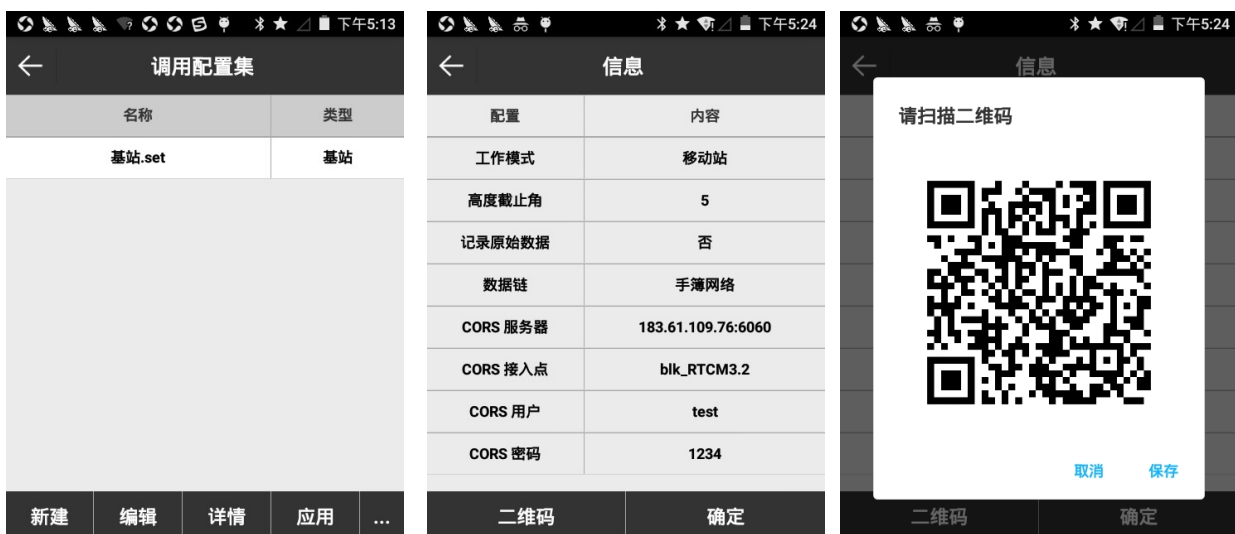 下午5:13
调用配置集
名称 类型
基站.set 基站
新建 编辑 详情 应用 ...
下午5:24
信息
配置 内容
工作模式 移动站
高度截止角 5
记录原始数据 否
数据链 手簿网络
CORS 服务器 183.61.109.76:6060
CORS 接入点 blk_RTCM3.2
CORS 用户 test
CORS 密码 1234
二维码 确定
下午5:24
信息
请扫描二维码
取消 保存
二维码 确定